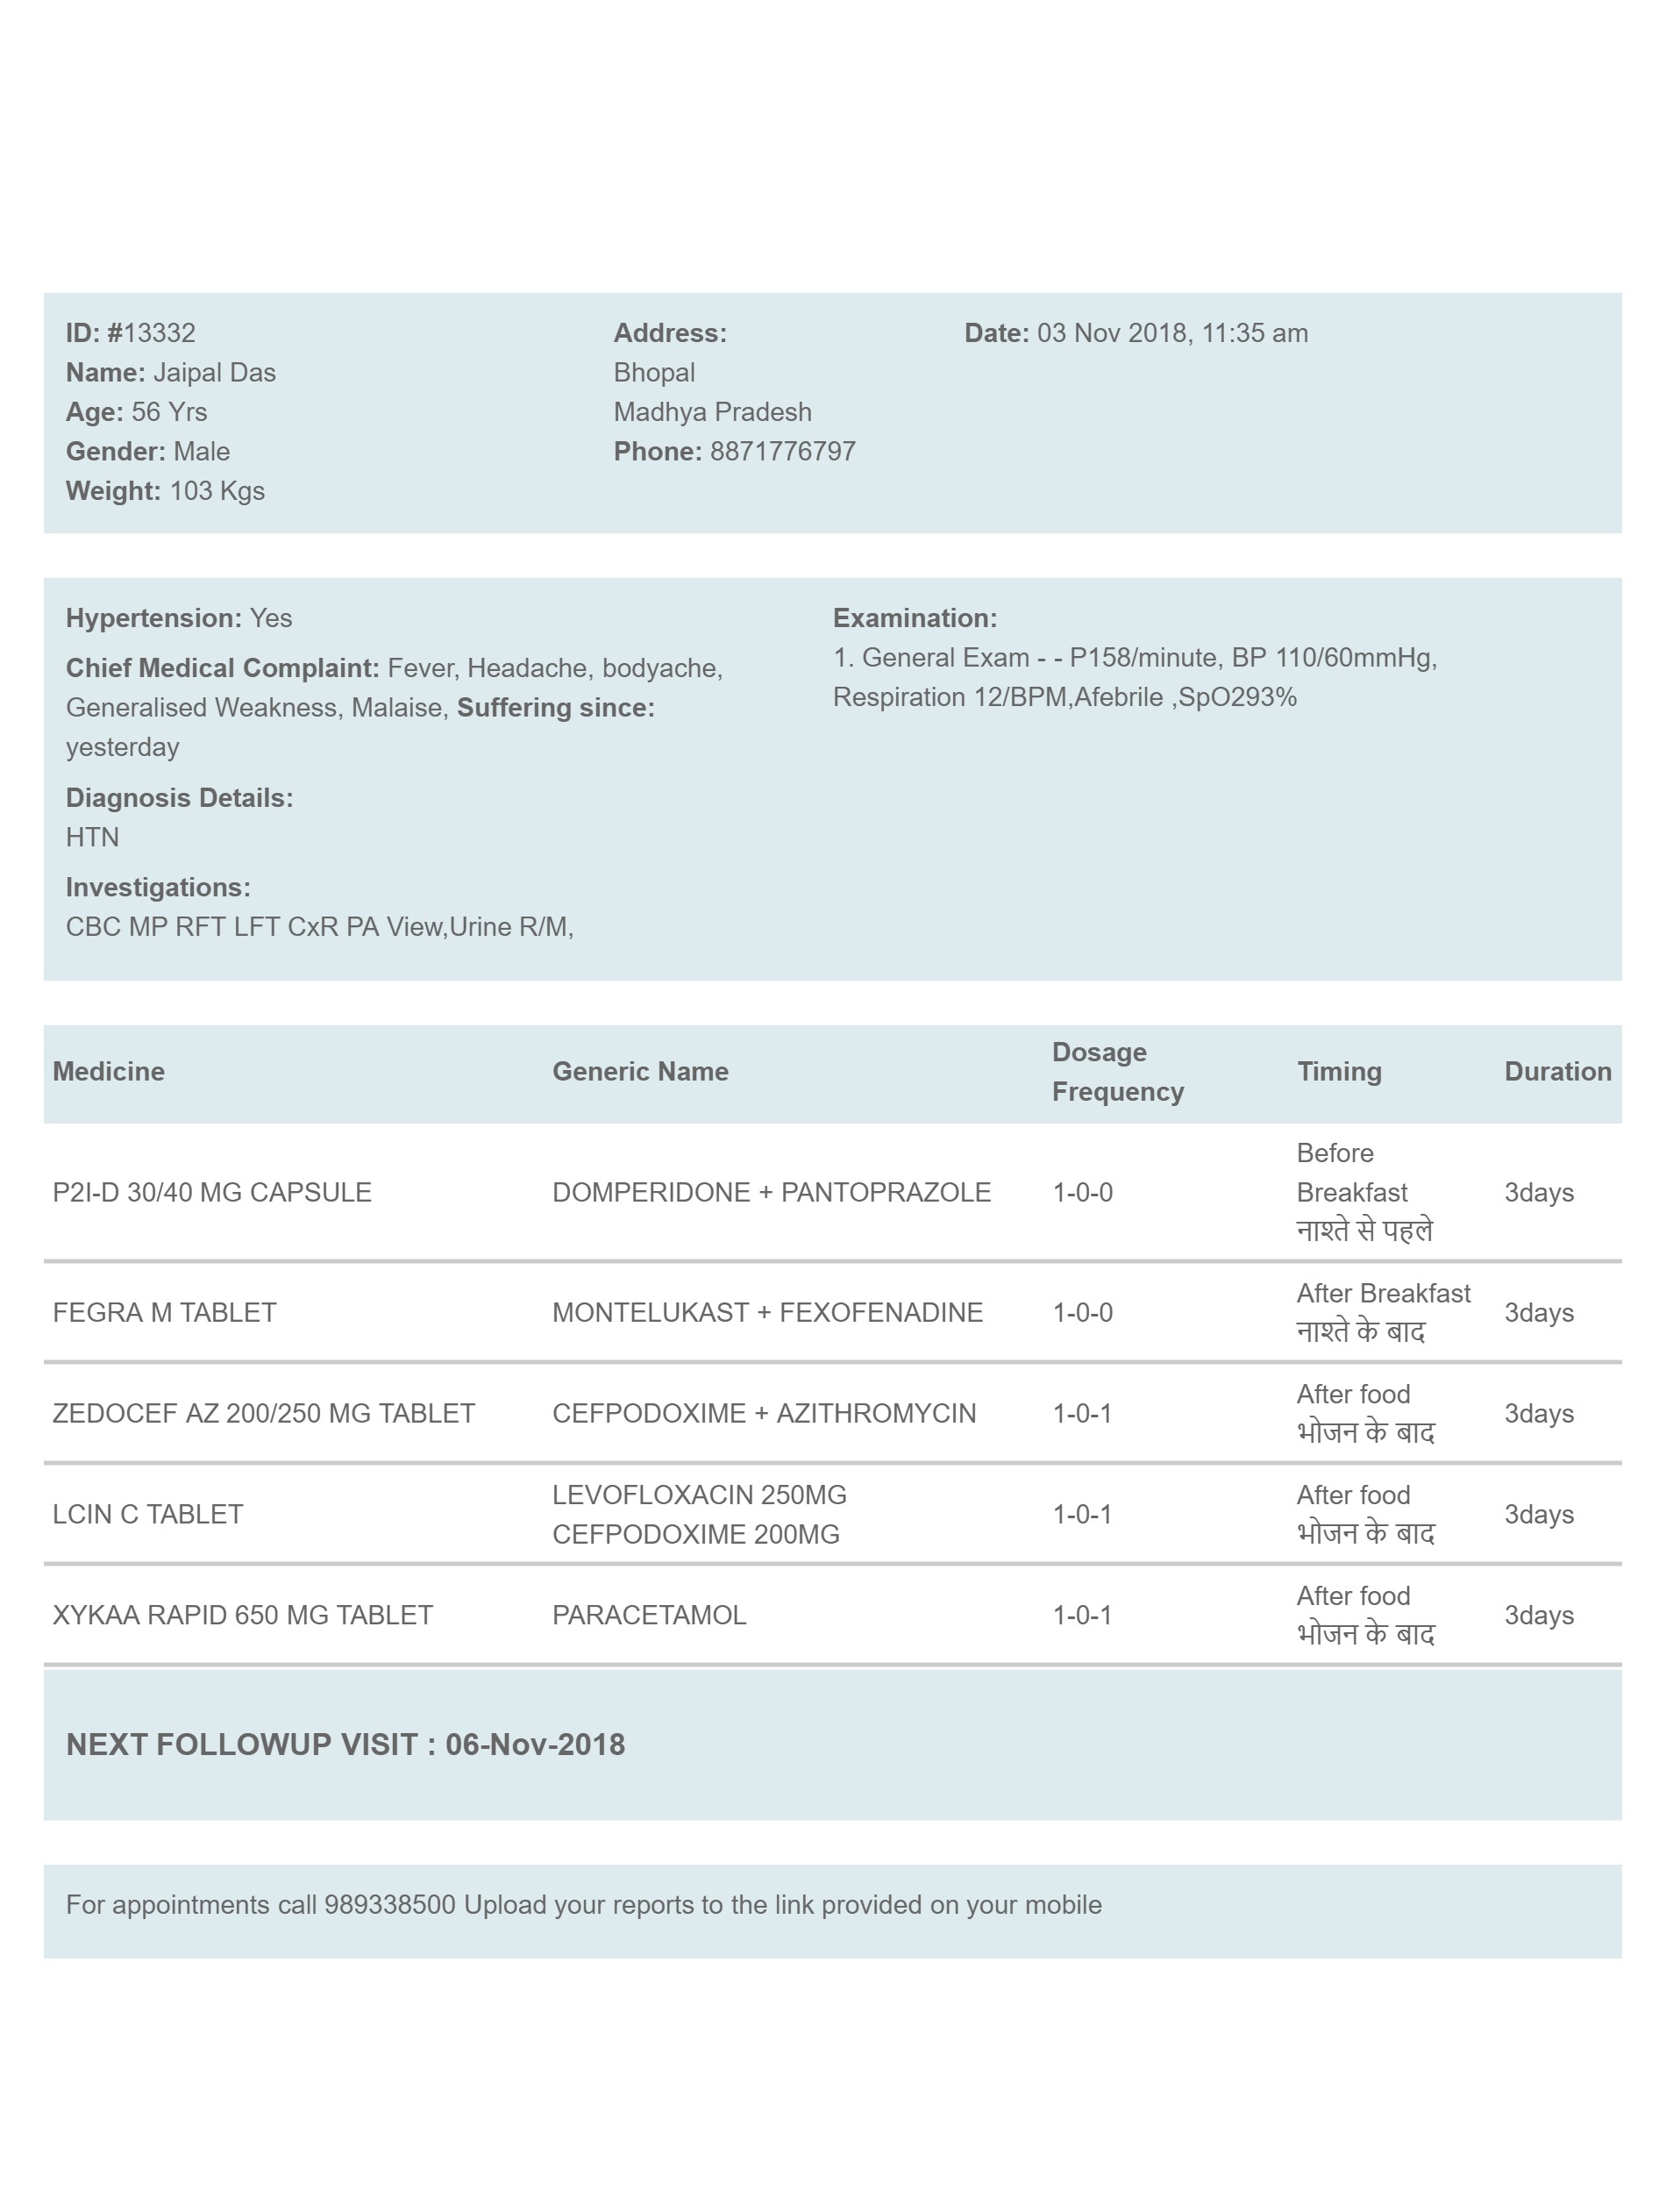 ID: #13332
Name: Jaipal Das
Age: 56 Yrs
Gender: Male
Weight: 103 Kgs
Address:
Bhopal
Madhya Pradesh
Phone: 8871776797
Date: 03 Nov 2018, 11:35 am
Hypertension: Yes
Chief Medical Complaint: Fever, Headache, bodyache,
Generalised Weakness, Malaise, Suffering since:
yesterday
Diagnosis Details:
HTN
Investigations:
CBC MP RFT LFT CxR PA View,Urine R/M,
Examination:
1. General Exam - - P158/minute, BP 110/60mmHg,
Respiration 12/BPM,Afebrile ,SpO293%
Medicine Generic Name Dosage Frequency Timing Duration
P2I-D 30/40 MG CAPSULE DOMPERIDONE + PANTOPRAZOLE 1-0-0 Before Breakfast नाश्ते से पहले 3days
FEGRA M TABLET MONTELUKAST + FEXOFENADINE 1-0-0 After Breakfast नाश्ते के बाद 3days
ZEDOCEF AZ 200/250 MG TABLET CEFPODOXIME + AZITHROMYCIN 1-0-1 After food भोजन के बाद 3days
LCIN C TABLET LEVOFLOXACIN 250MG CEFPODOXIME 200MG 1-0-1 After food भोजन के बाद 3days
XYKAA RAPID 650 MG TABLET PARACETAMOL 1-0-1 After food भोजन के बाद 3days
NEXT FOLLOWUP VISIT : 06-Nov-2018
For appointments call 989338500 Upload your reports to the link provided on your mobile